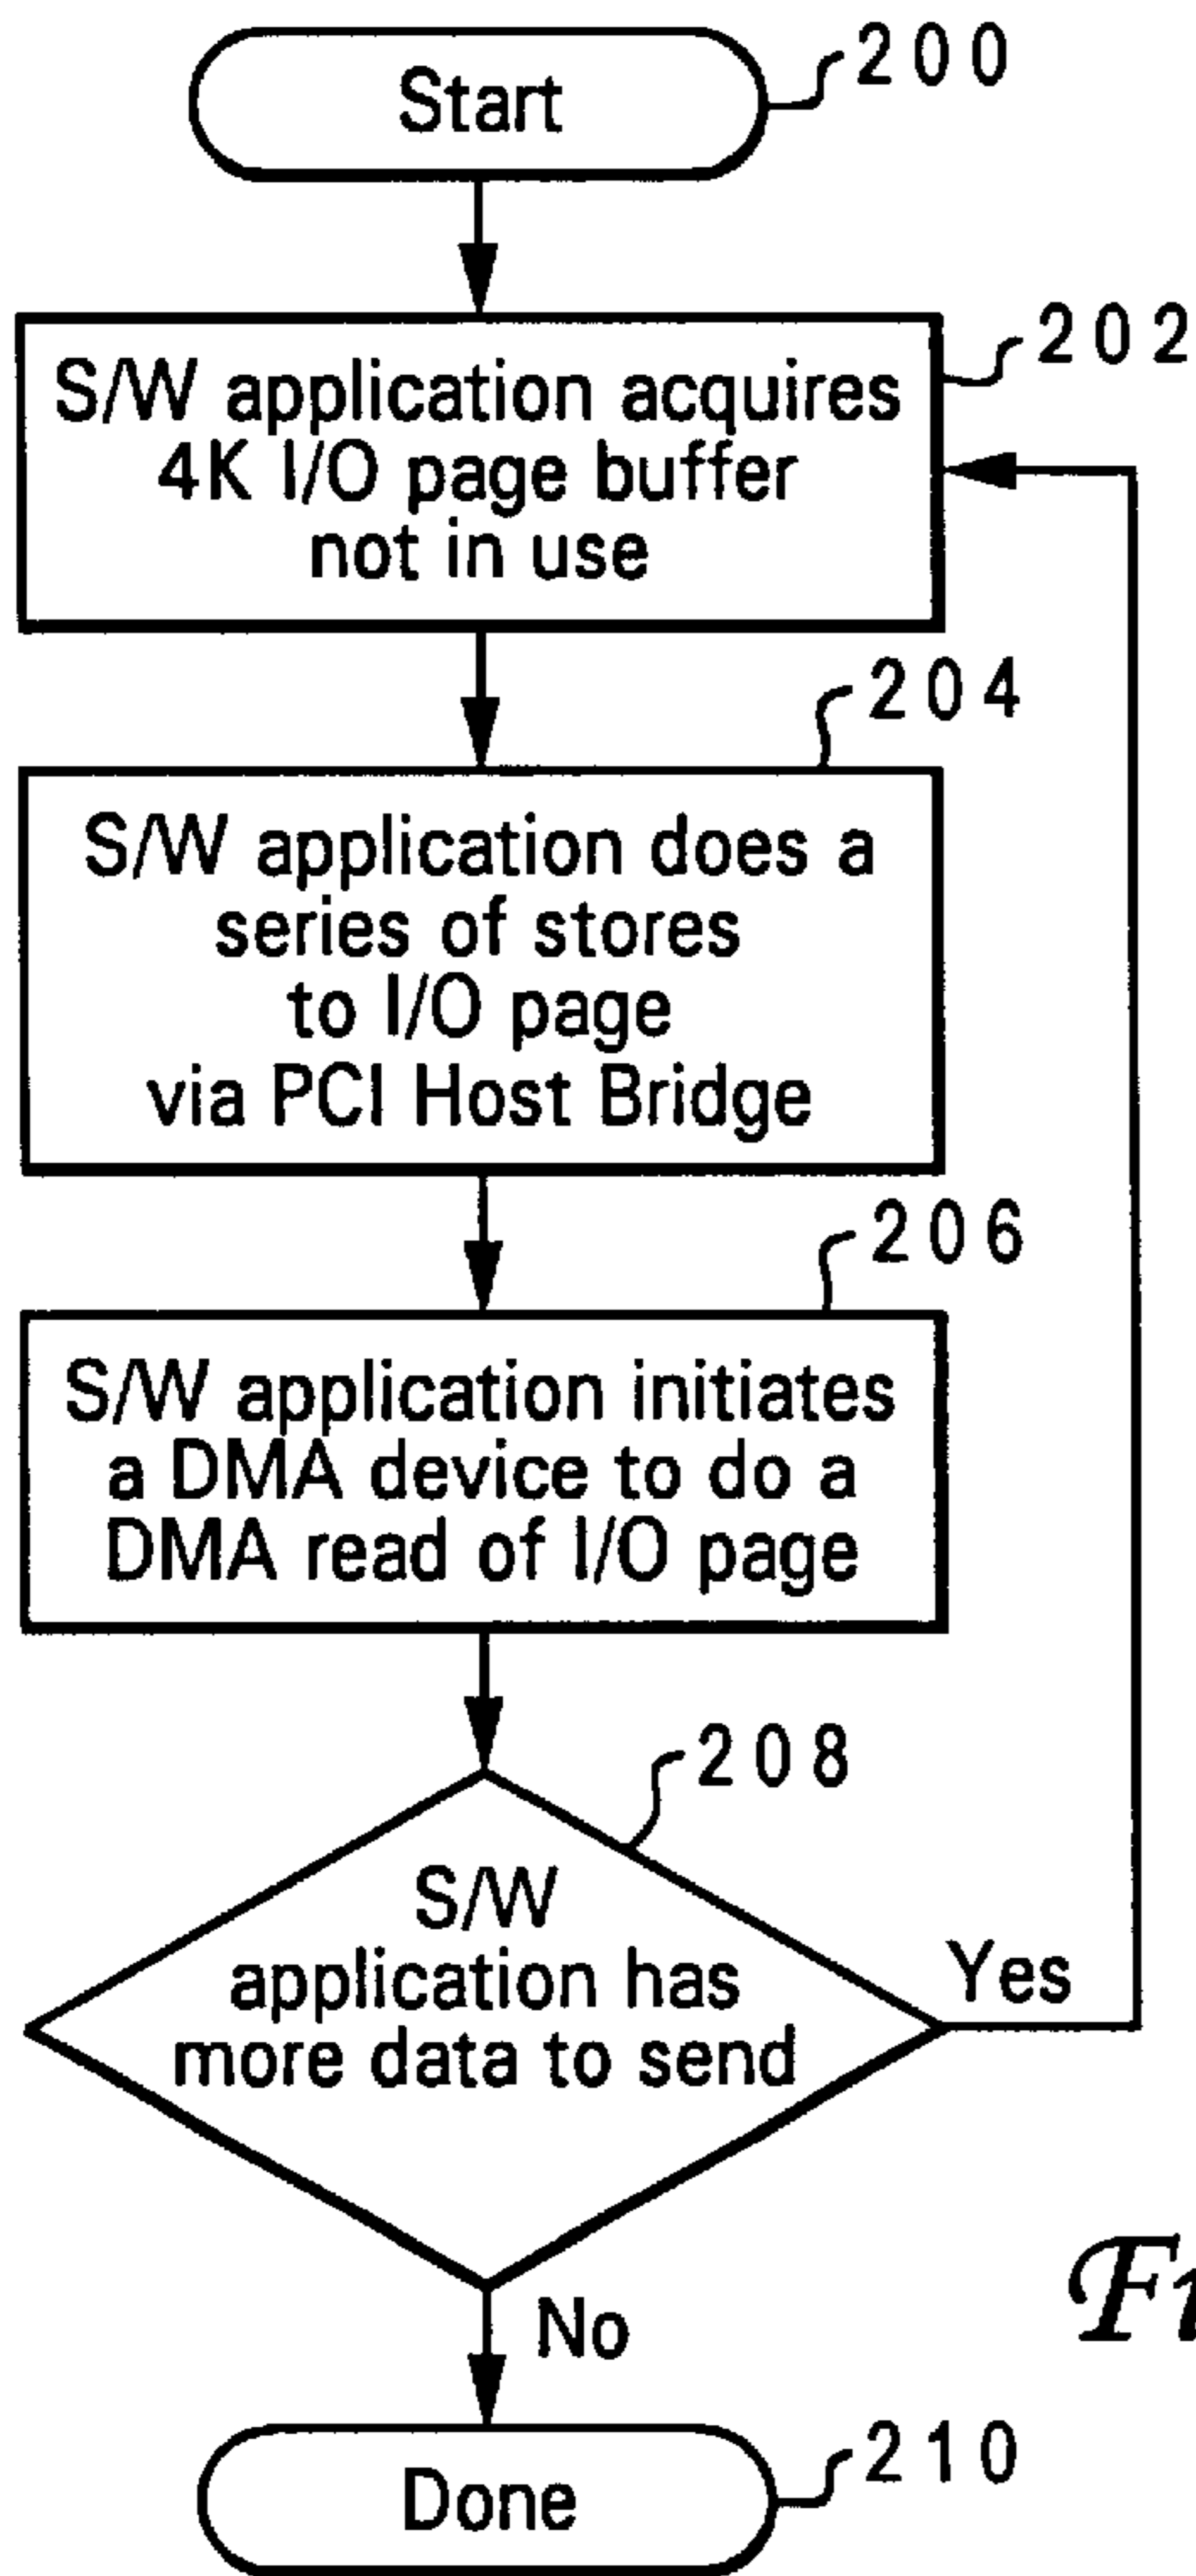 Start
200
S/W application acquires
4K I/O page buffer
not in use
202
S/W application does a
series of stores
to I/O page
via PCI Host Bridge
204
S/W application initiates
a DMA device to do a
DMA read of I/O page
206
S/W
application has
more data to send
208
Yes
No
Done
210